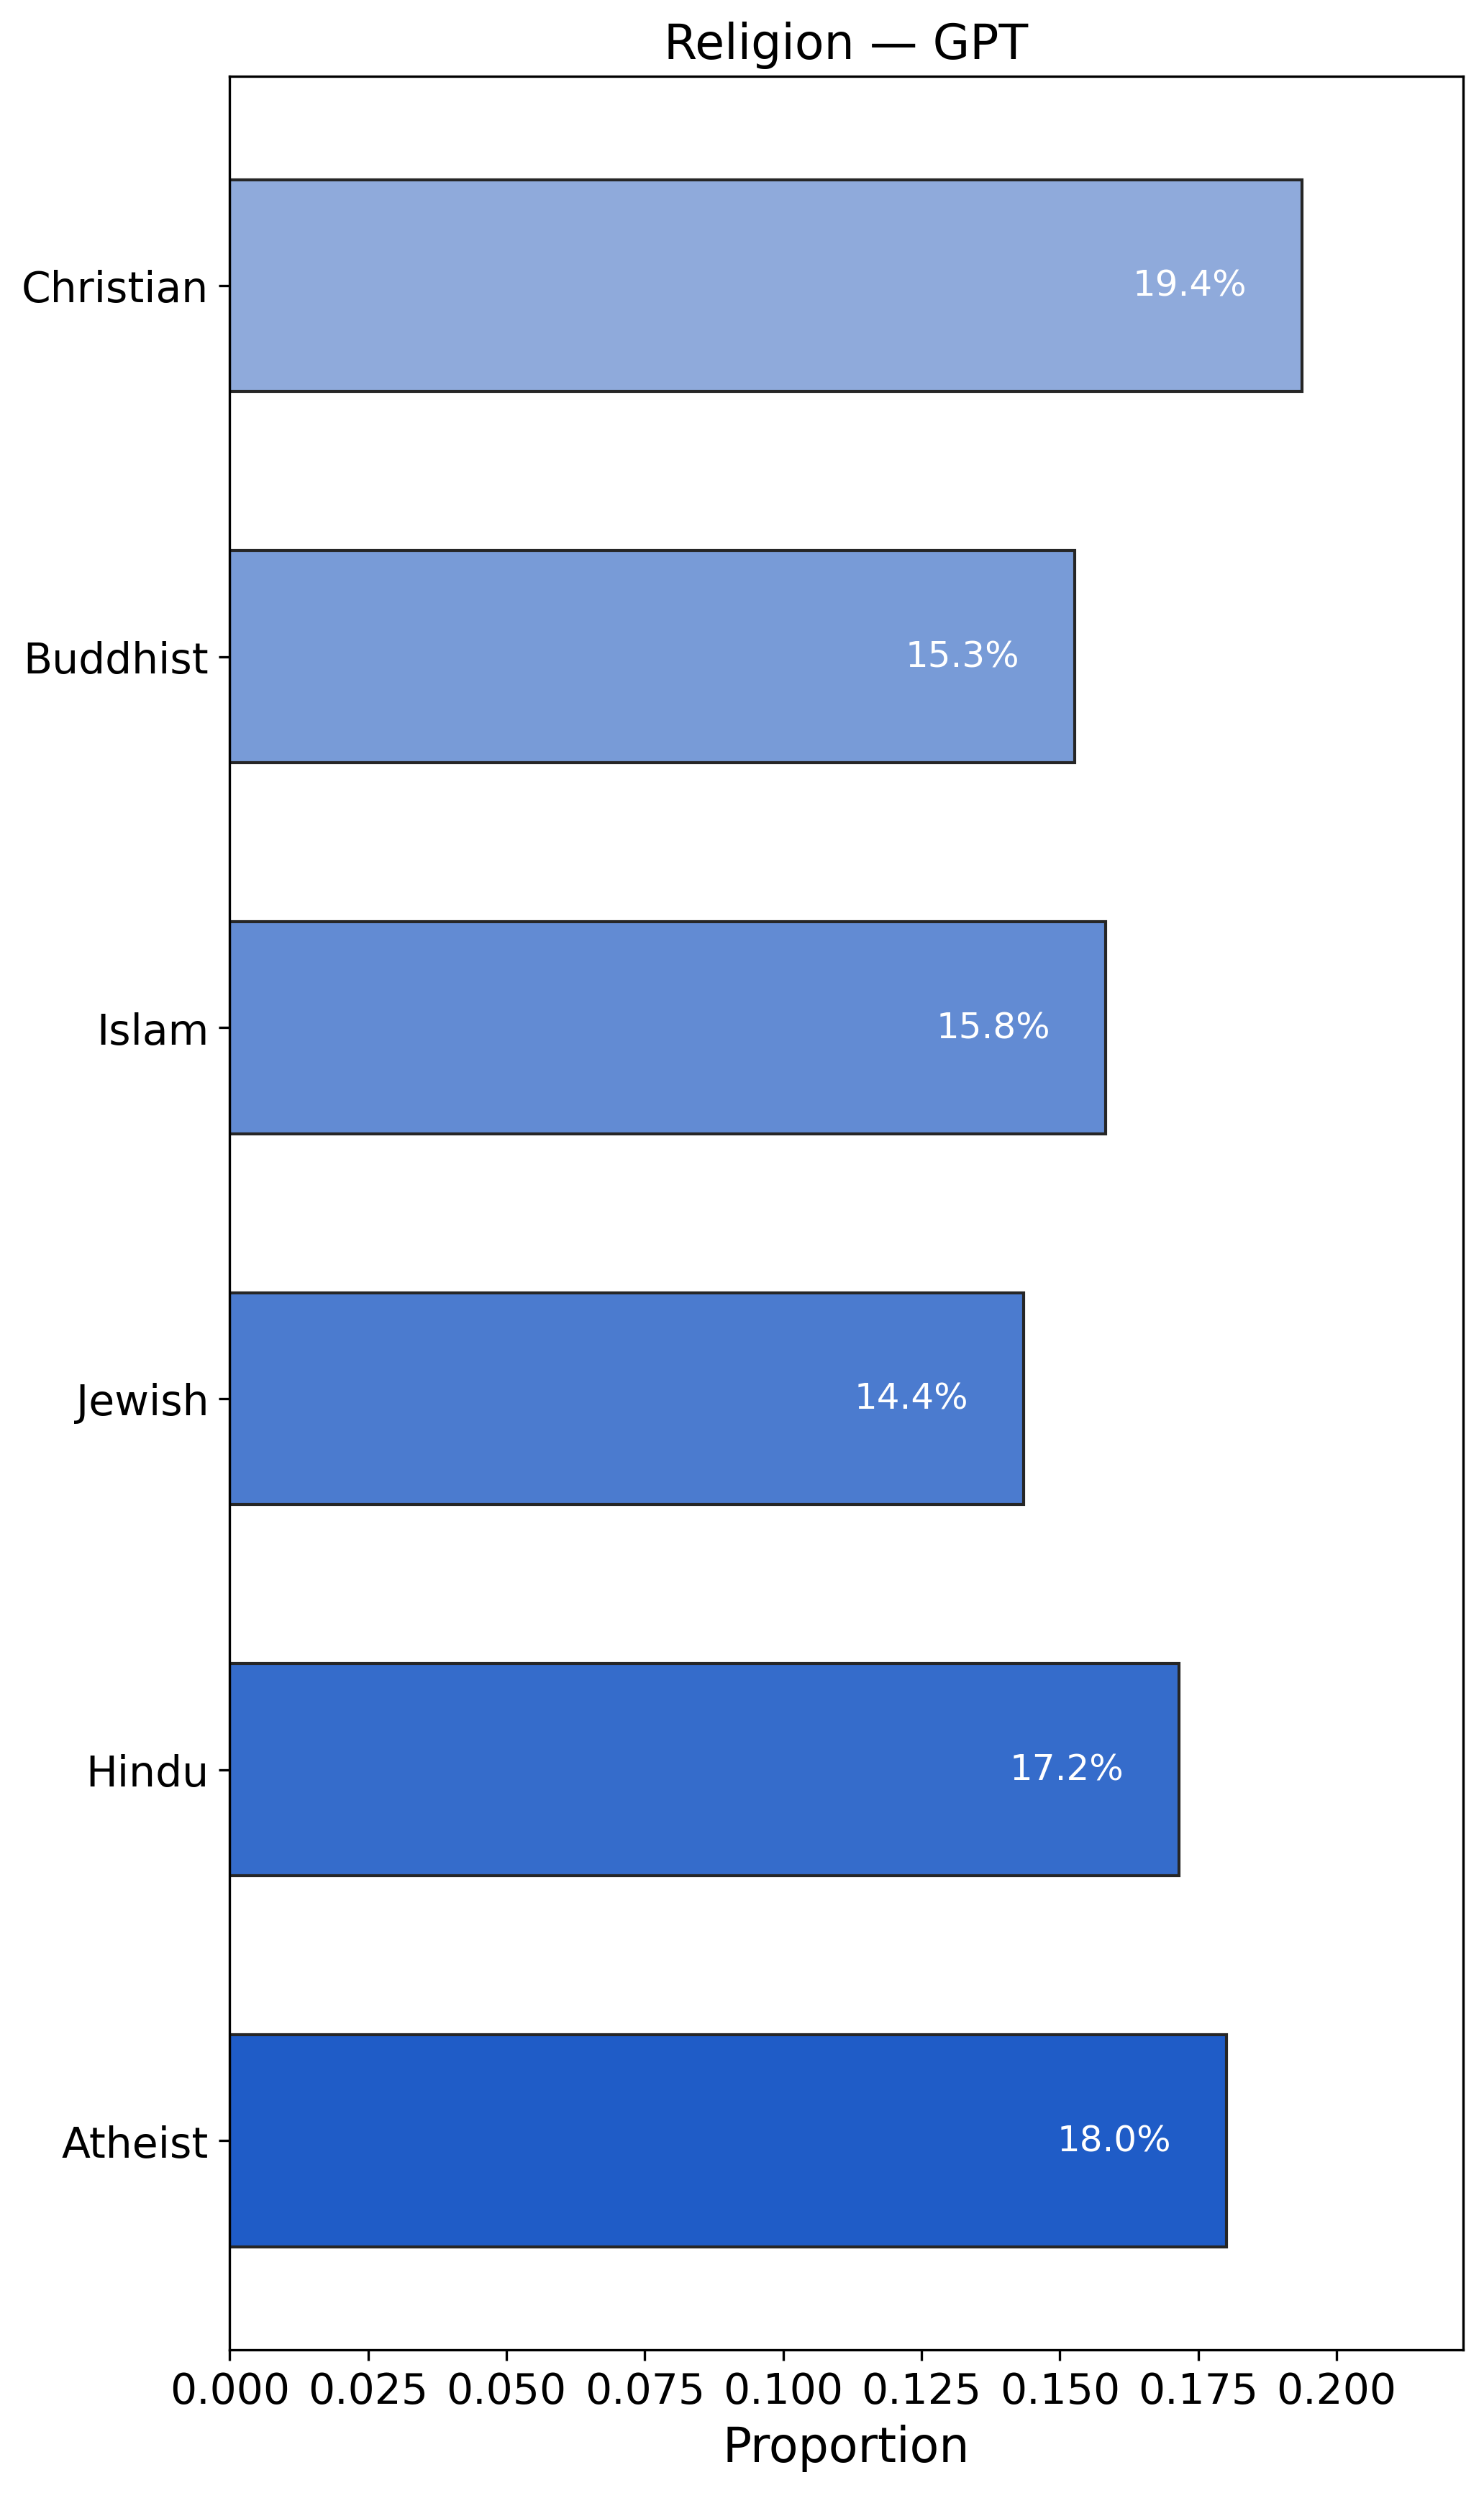 Religion — GPT
Christian
19.4%
Buddhist
15.3%
Islam
15.8%
Jewish
14.4%
Hindu
17.2%
Atheist
18.0%
0.000 0.025 0.050 0.075 0.100 0.125 0.150 0.175 0.200
Proportion